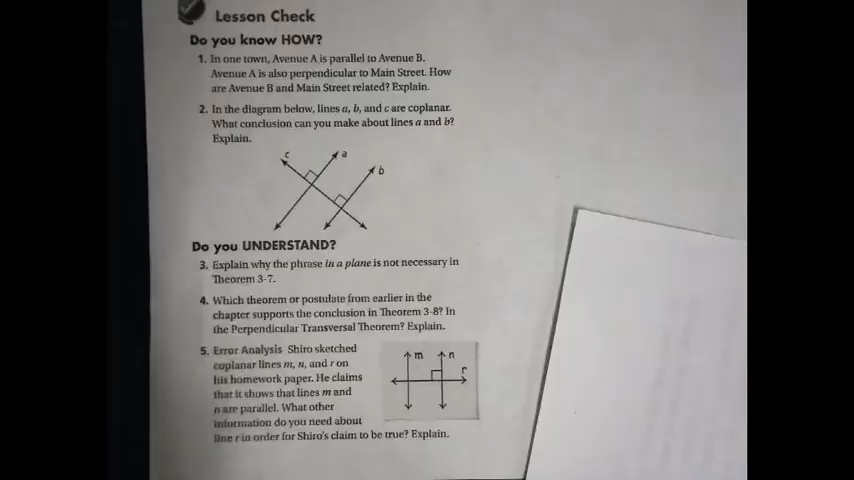 Lesson Check
Do you know HOW?
1. In one town, Avenue A is parallel to Avenue B.
Avenue A is also perpendicular to Main Street. How
are Avenue B and Main Street related? Explain.
2. In the diagram below, lines a, b, and c are coplanar.
What conclusion can you make about lines a and b?
Explain.
c
a
b
Do you UNDERSTAND?
3. Explain why the phrase in a plane is not necessary in
Theorem 3-7.
4. Which theorem or postulate from earlier in the
chapter supports the conclusion in Theorem 3-8? In
the Perpendicular Transversal Theorem? Explain.
5. Error Analysis Shiro sketched
coplanar lines m, n, and r on
his homework paper. He claims
that it shows that lines m and
n are parallel. What other
information do you need about
line r in order for Shiro's claim to be true? Explain.
m
n
r